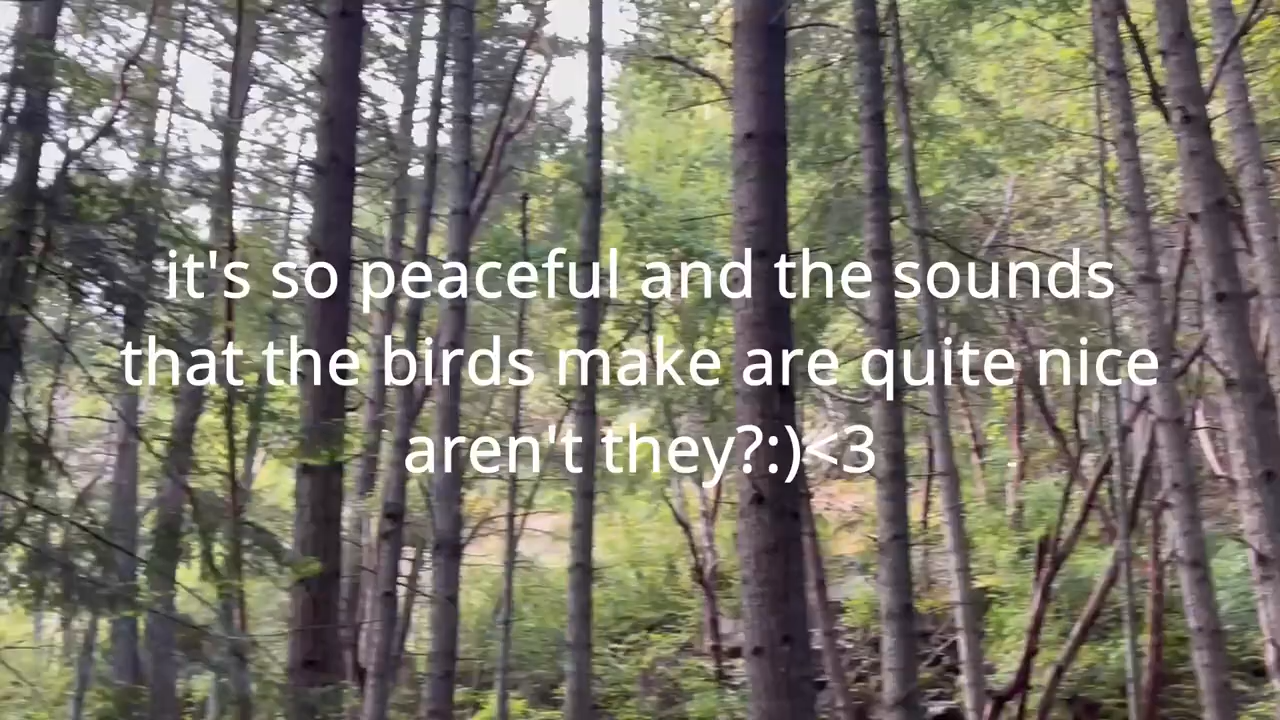 it's so peaceful and the sounds
that the birds make are quite nice
aren't they?:)<3